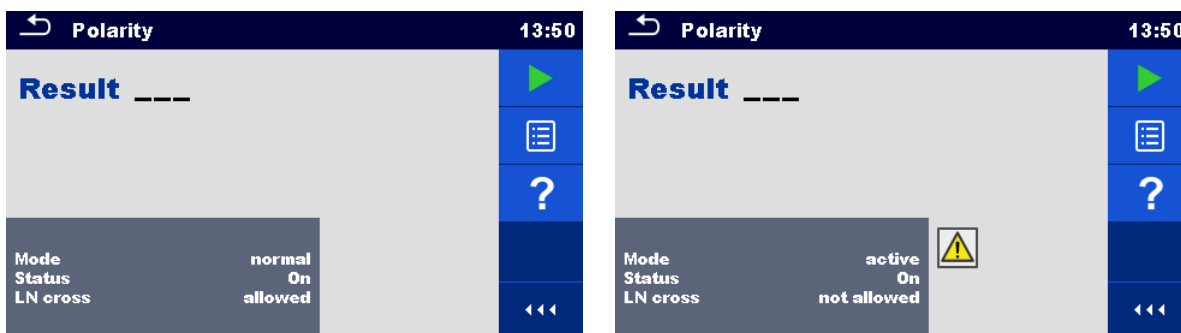 Polarity 13:50
Result ___
?
Mode normal
Status On
LN cross allowed
Polarity 13:50
Result ___
?
Mode active
Status On
LN cross not allowed